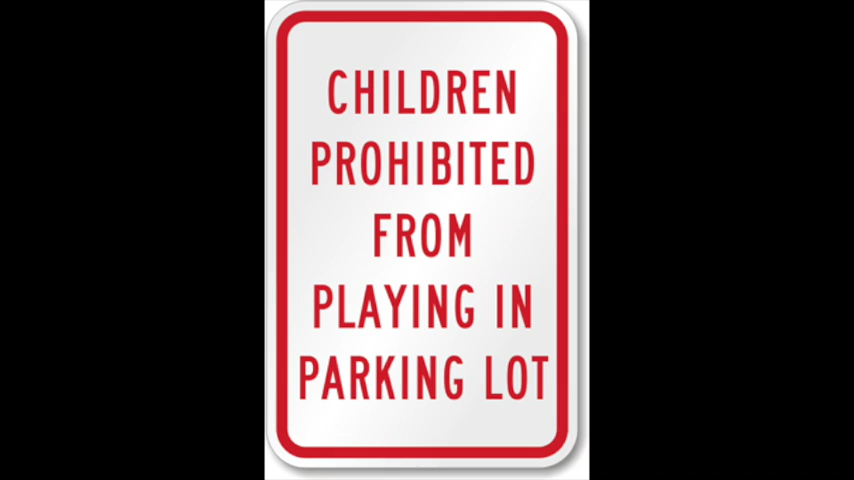 CHILDREN
PROHIBITED
FROM
PLAYING IN
PARKING LOT